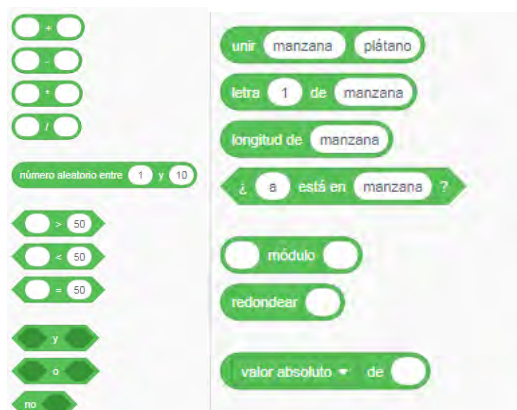 +
-
*
/
número aleatorio entre 1 y 10
> 50
< 50
= 50
y
o
no
unir manzana plátano
letra 1 de manzana
longitud de manzana
¿ a está en manzana ?
módulo
redondear
valor absoluto de